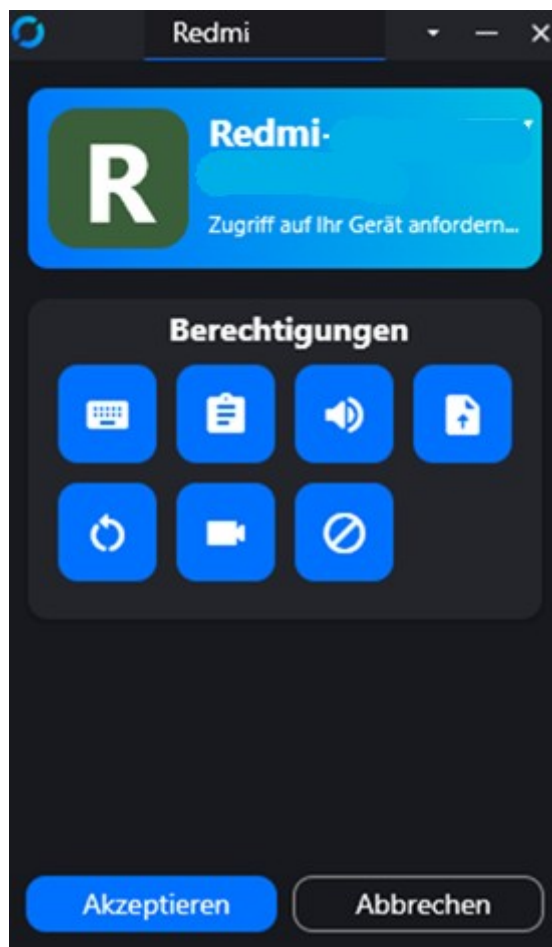 Redmi
R
Redmi-
Zugriff auf Ihr Gerät anfordern...
Berechtigungen
Akzeptieren
Abbrechen